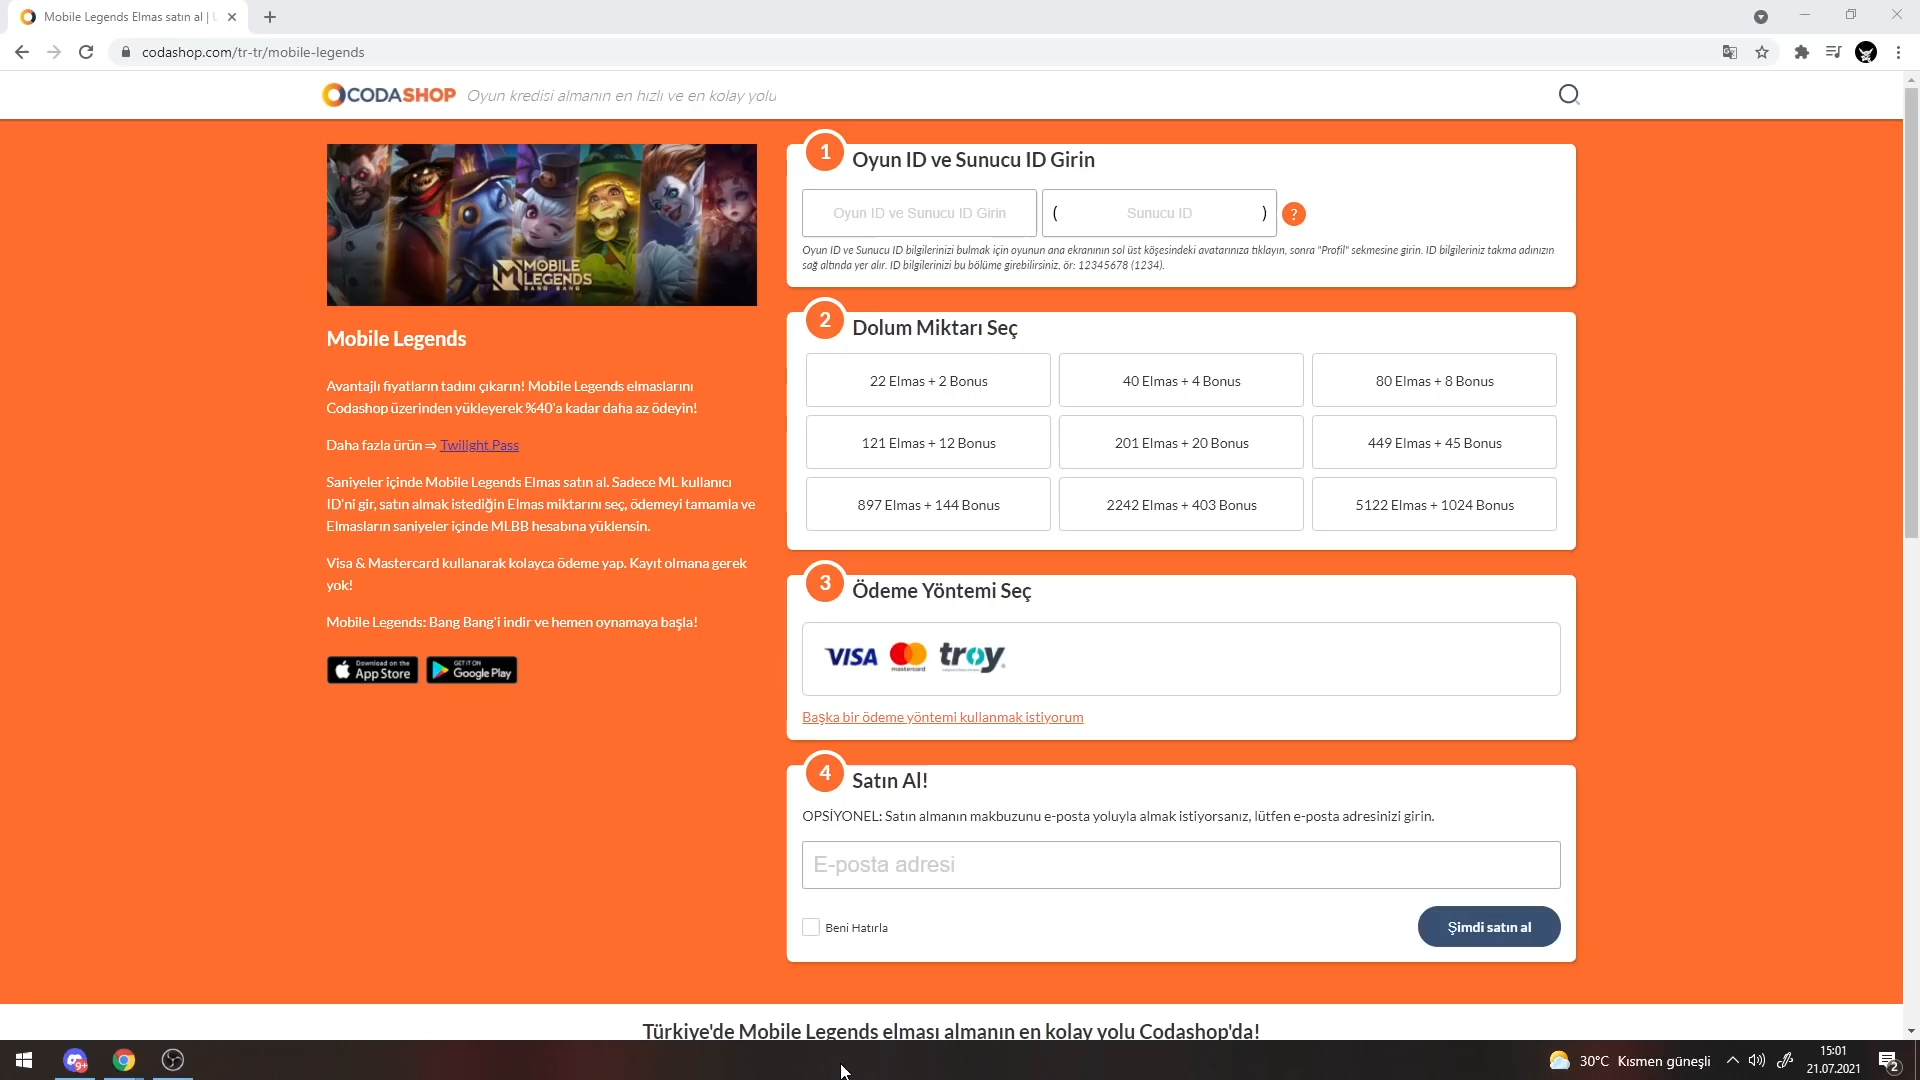 Mobile Legends Elmas satın al |
codashop.com/tr-tr/mobile-legends
CODASHOP Oyun kredisi almanın en hızlı ve en kolay yolu
MOBILE
LEGENDS
BANG BANG
Mobile Legends
Avantajlı fiyatların tadını çıkarın! Mobile Legends elmaslarını
Codashop üzerinden yükleyerek %40'a kadar daha az ödeyin!
Daha fazla ürün ⇒ Twilight Pass
Saniyeler içinde Mobile Legends Elmas satın al. Sadece ML kullanıcı
ID'ni gir, satın almak istediğin Elmas miktarını seç, ödemeyi tamamla ve
Elmasların saniyeler içinde MLBB hesabına yüklensin.
Visa & Mastercard kullanarak kolayca ödeme yap. Kayıt olmana gerek
yok!
Mobile Legends: Bang Bang'i indir ve hemen oynamaya başla!
Download on the
App Store
GET IT ON
Google Play
1 Oyun ID ve Sunucu ID Girin
Oyun ID ve Sunucu ID Girin ( Sunucu ID ) ?
Oyun ID ve Sunucu ID bilgilerinizi bulmak için oyunun ana ekranının sol üst köşesindeki avatarınıza tıklayın, sonra "Profil" sekmesine girin. ID bilgileriniz takma adınızın
sağ altında yer alır. ID bilgilerinizi bu bölüme girebilirsiniz, ör: 12345678 (1234).
2 Dolum Miktarı Seç
22 Elmas + 2 Bonus 40 Elmas + 4 Bonus 80 Elmas + 8 Bonus
121 Elmas + 12 Bonus 201 Elmas + 20 Bonus 449 Elmas + 45 Bonus
897 Elmas + 144 Bonus 2242 Elmas + 403 Bonus 5122 Elmas + 1024 Bonus
3 Ödeme Yöntemi Seç
VISA mastercard troy
Başka bir ödeme yöntemi kullanmak istiyorum
4 Satın Al!
OPSİYONEL: Satın almanın makbuzunu e-posta yoluyla almak istiyorsanız, lütfen e-posta adresinizi girin.
E-posta adresi
Beni Hatırla Şimdi satın al
Türkiye'de Mobile Legends elması almanın en kolay yolu Codashop'da!
9+
30°C Kısmen güneşli
15:01
21.07.2021
2